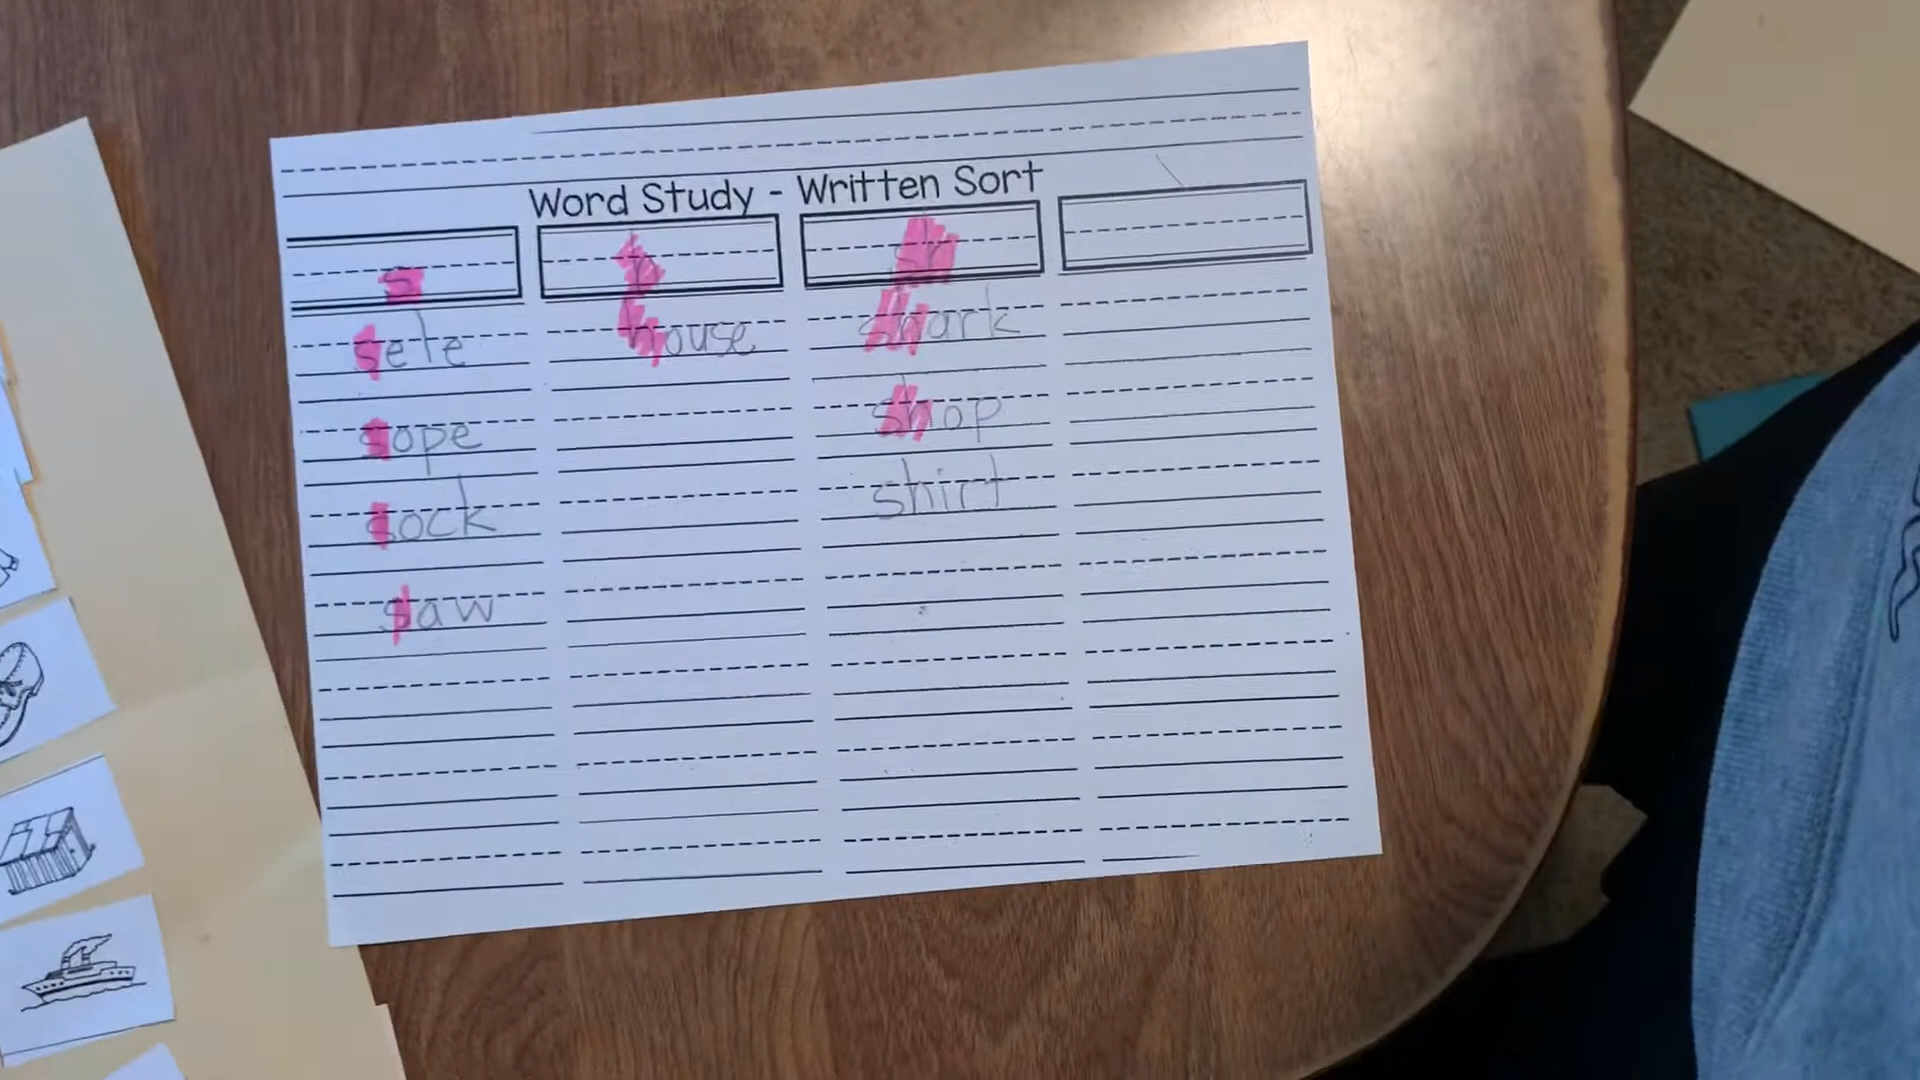 Word Study - Written Sort
s h sh
sete house shark
sope shop
sock shirt
saw